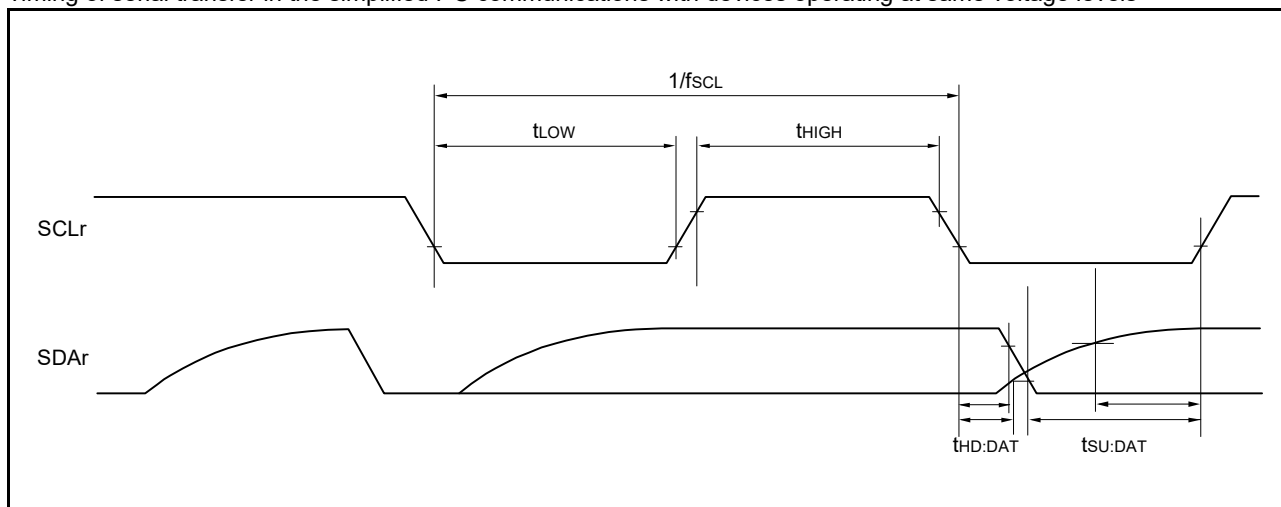 Timing of serial transfer in the simplified I²C communications with devices operating at same voltage levels
1/fSCL
tLOW
tHIGH
SCLr
SDAr
tHD:DAT
tSU:DAT